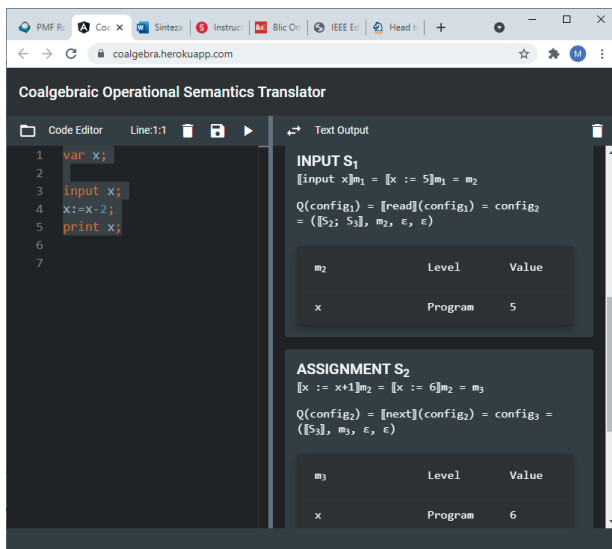 PMF Ro
Coa
Sinteza
Instruct
Blic On
IEEE Ed
Head t
coalgebra.herokuapp.com
M
Coalgebraic Operational Semantics Translator
Code Editor Line:1:1
Text Output
1 var x;
2
3 input x;
4 x:=x-2;
5 print x;
6
7
INPUT S₁
⟦input x⟧m₁ = ⟦x := 5⟧m₁ = m₂
Q(config₁) = ⟦read⟧(config₁) = config₂
= (⟦S₂; S₃⟧, m₂, ε, ε)
m₂ Level Value
x Program 5
ASSIGNMENT S₂
⟦x := x+1⟧m₂ = ⟦x := 6⟧m₂ = m₃
Q(config₂) = ⟦next⟧(config₂) = config₃ =
(⟦S₃⟧, m₃, ε, ε)
m₃ Level Value
x Program 6